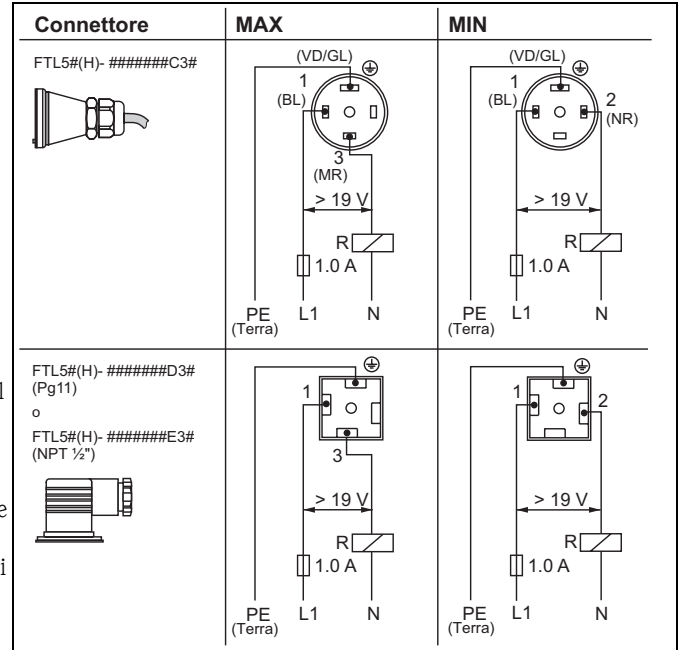 Connettore
MAX
MIN
FTL5#(H)- #######C3#
(VD/GL)
1
(BL)
3
(MR)
> 19 V
R
1.0 A
PE
(Terra)
L1
N
(VD/GL)
1
(BL)
2
(NR)
> 19 V
R
1.0 A
PE
(Terra)
L1
N
FTL5#(H)- #######D3#
(Pg11)
o
FTL5#(H)- #######E3#
(NPT ½")
1
3
> 19 V
R
1.0 A
PE
(Terra)
L1
N
1
2
> 19 V
R
1.0 A
PE
(Terra)
L1
N
l
e
i